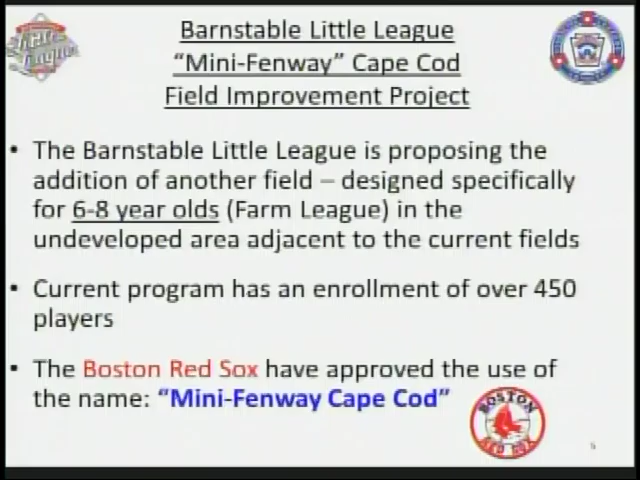 Barnstable Little League
“Mini-Fenway” Cape Cod
Field Improvement Project
Little
League
• The Barnstable Little League is proposing the
addition of another field – designed specifically
for 6-8 year olds (Farm League) in the
undeveloped area adjacent to the current fields
• Current program has an enrollment of over 450
players
• The Boston Red Sox have approved the use of
the name: “Mini-Fenway Cape Cod”
BOSTON
RED SOX